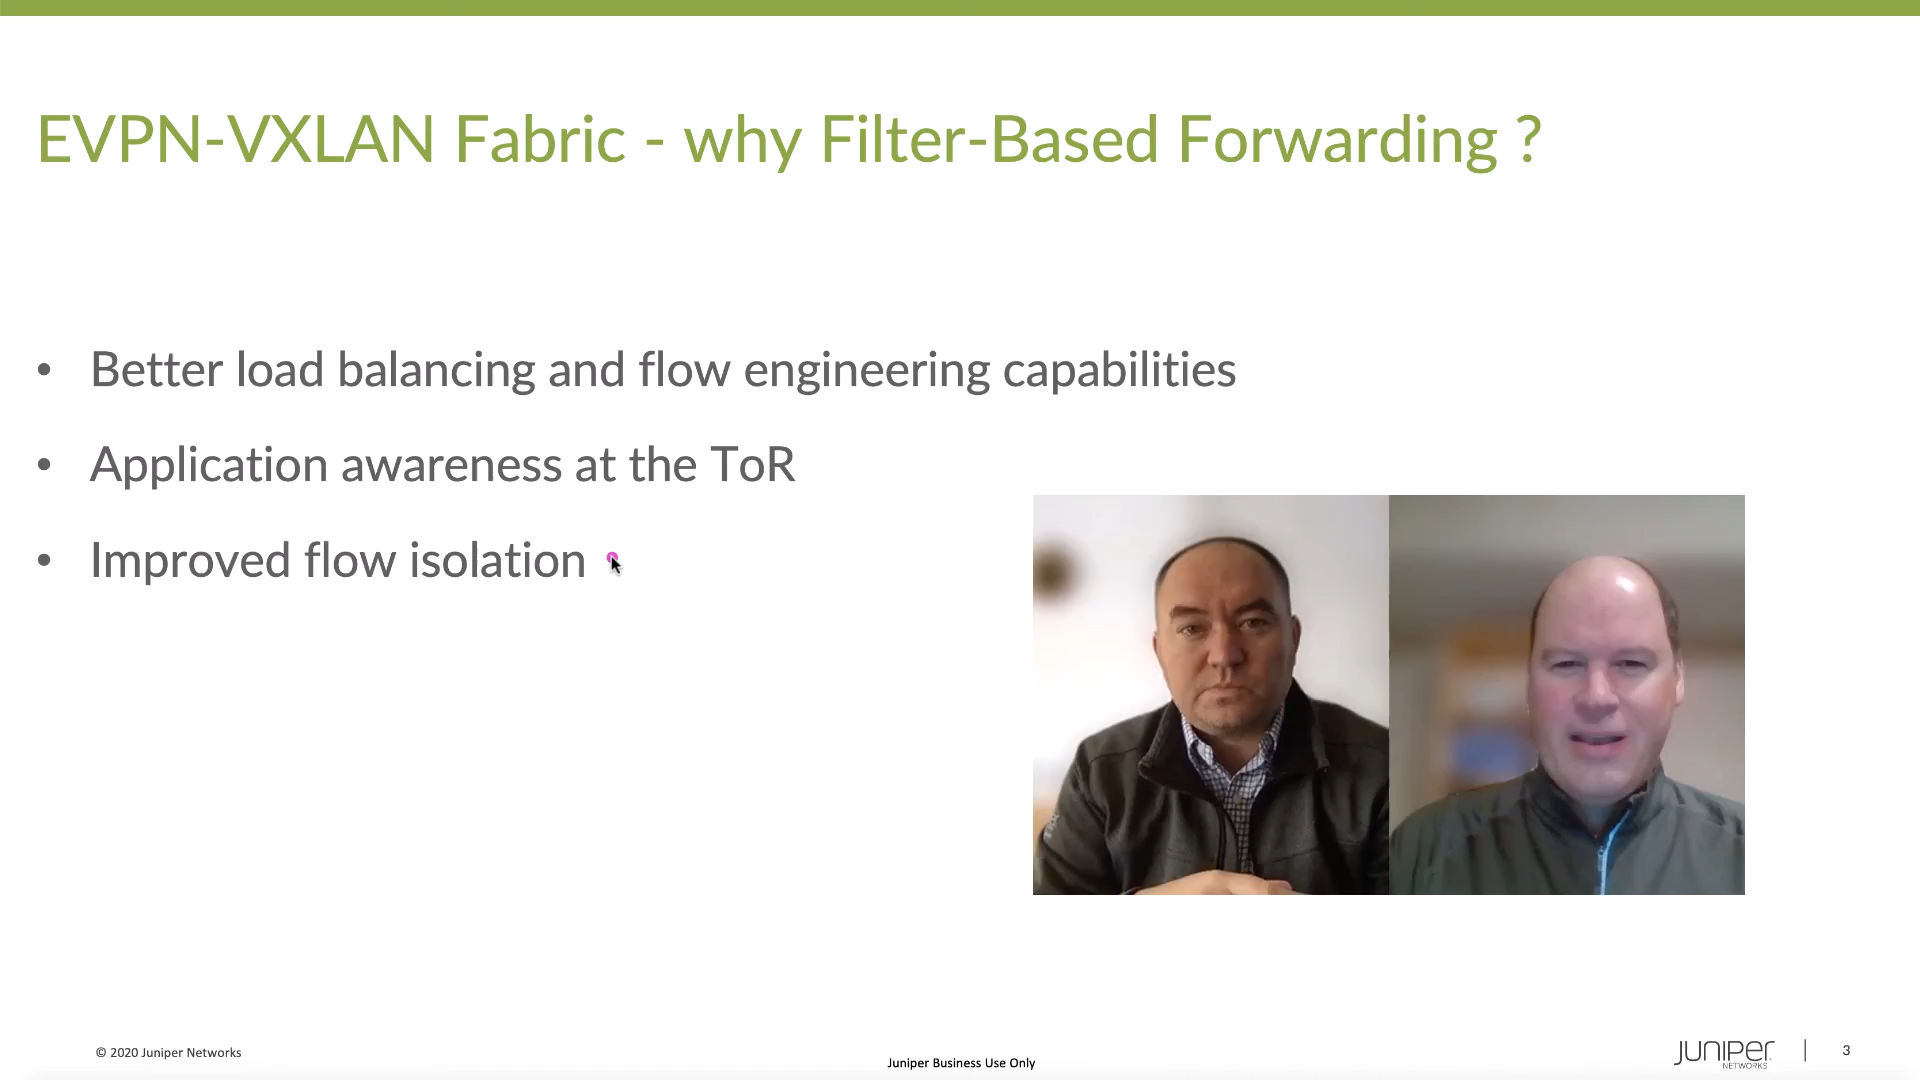 EVPN-VXLAN Fabric - why Filter-Based Forwarding ?
• Better load balancing and flow engineering capabilities
• Application awareness at the ToR
• Improved flow isolation
© 2020 Juniper Networks
Juniper Business Use Only
JUNIPer
NETWORKS
3